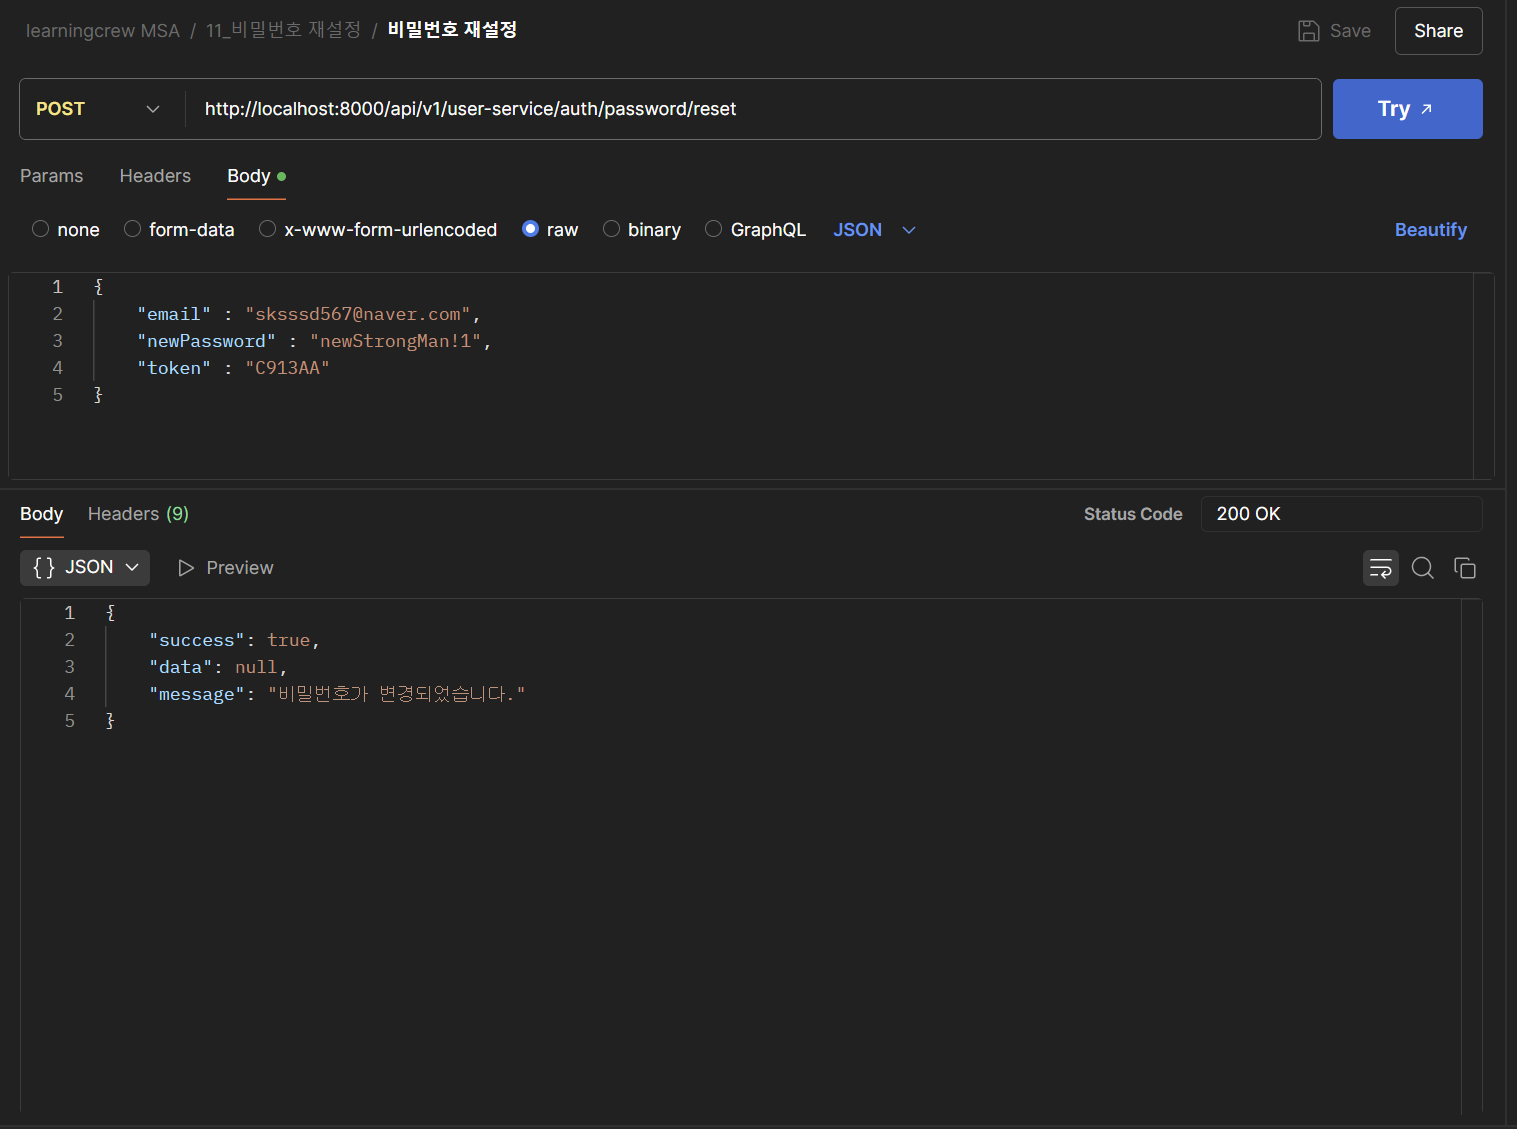 learningcrew MSA / 11_비밀번호 재설정 / 비밀번호 재설정
Save
Share
POST
http://localhost:8000/api/v1/user-service/auth/password/reset
Try
Params Headers Body
none form-data x-www-form-urlencoded raw binary GraphQL JSON
Beautify
1 {
2 "email" : "sksssd567@naver.com",
3 "newPassword" : "newStrongMan!1",
4 "token" : "C913AA"
5 }
Body Headers (9)
Status Code 200 OK
{} JSON Preview
1 {
2 "success": true,
3 "data": null,
4 "message": "비밀번호가 변경되었습니다."
5 }